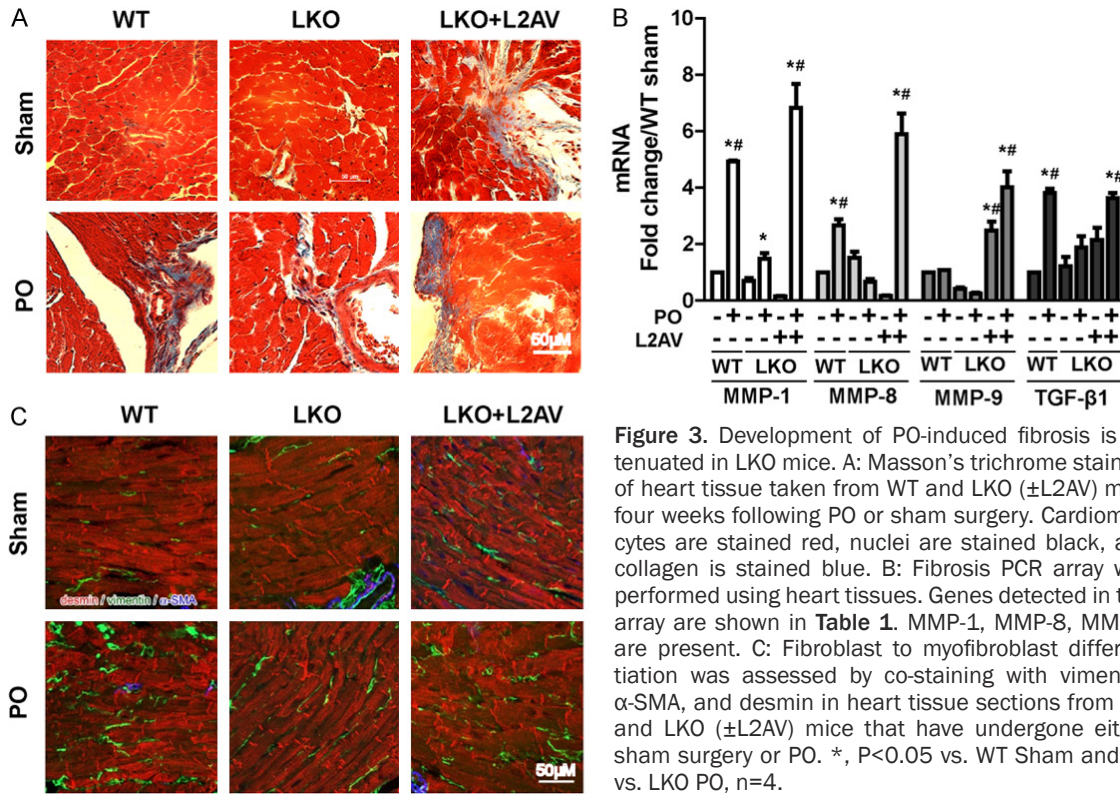 A
WT LKO LKO+L2AV
Sham
PO
50 µm
50µM
B
10
8
6
4
2
0
mRNA
Fold change/WT sham
*# * *# *# *# *# *# *# *#
PO - + - + - + - + - + - + - + - + - + - + - + - +
L2AV - - - - + + - - - - + + - - - - + + - - - - + +
WT LKO WT LKO WT LKO WT LKO
MMP-1 MMP-8 MMP-9 TGF-β1
C
WT LKO LKO+L2AV
Sham
desmin / vimentin / α-SMA
PO
50µM
Figure 3. Development of PO-induced fibrosis is
tenuated in LKO mice. A: Masson's trichrome stain
of heart tissue taken from WT and LKO (±L2AV) m
four weeks following PO or sham surgery. Cardiom
cytes are stained red, nuclei are stained black, a
collagen is stained blue. B: Fibrosis PCR array w
performed using heart tissues. Genes detected in t
array are shown in Table 1. MMP-1, MMP-8, MM
are present. C: Fibroblast to myofibroblast differ
tiation was assessed by co-staining with vimen
α-SMA, and desmin in heart tissue sections from
and LKO (±L2AV) mice that have undergone eit
sham surgery or PO. *, P<0.05 vs. WT Sham and
vs. LKO PO, n=4.